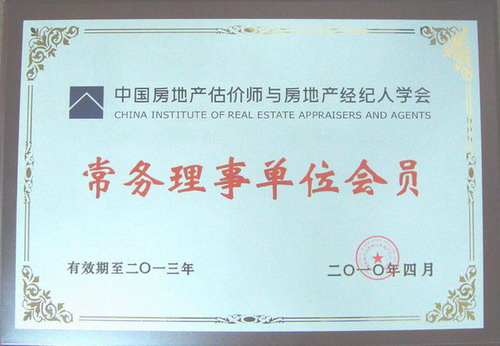 中国房地产估价师与房地产经纪人学会
CHINA INSTITUTE OF REAL ESTATE APPRAISERS AND AGENTS
常务理事单位会员
有效期至二〇一三年
二〇一〇年四月